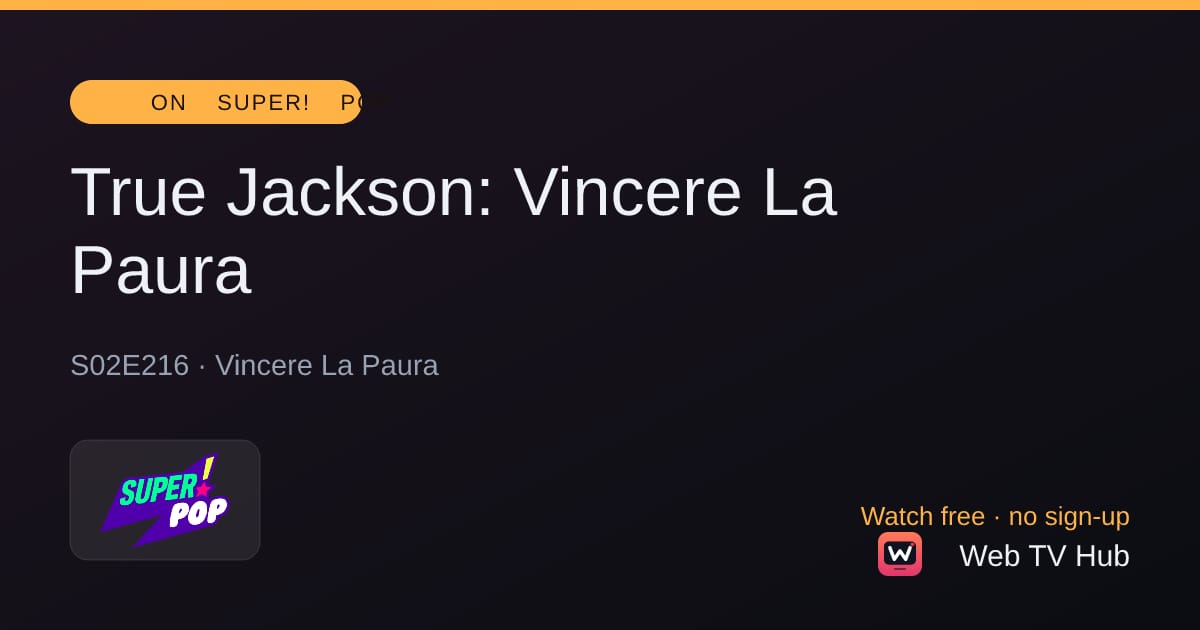 ON SUPER! POP
True Jackson: Vincere La
Paura
S02E216 · Vincere La Paura
SUPER!
POP
Watch free · no sign-up
W Web TV Hub